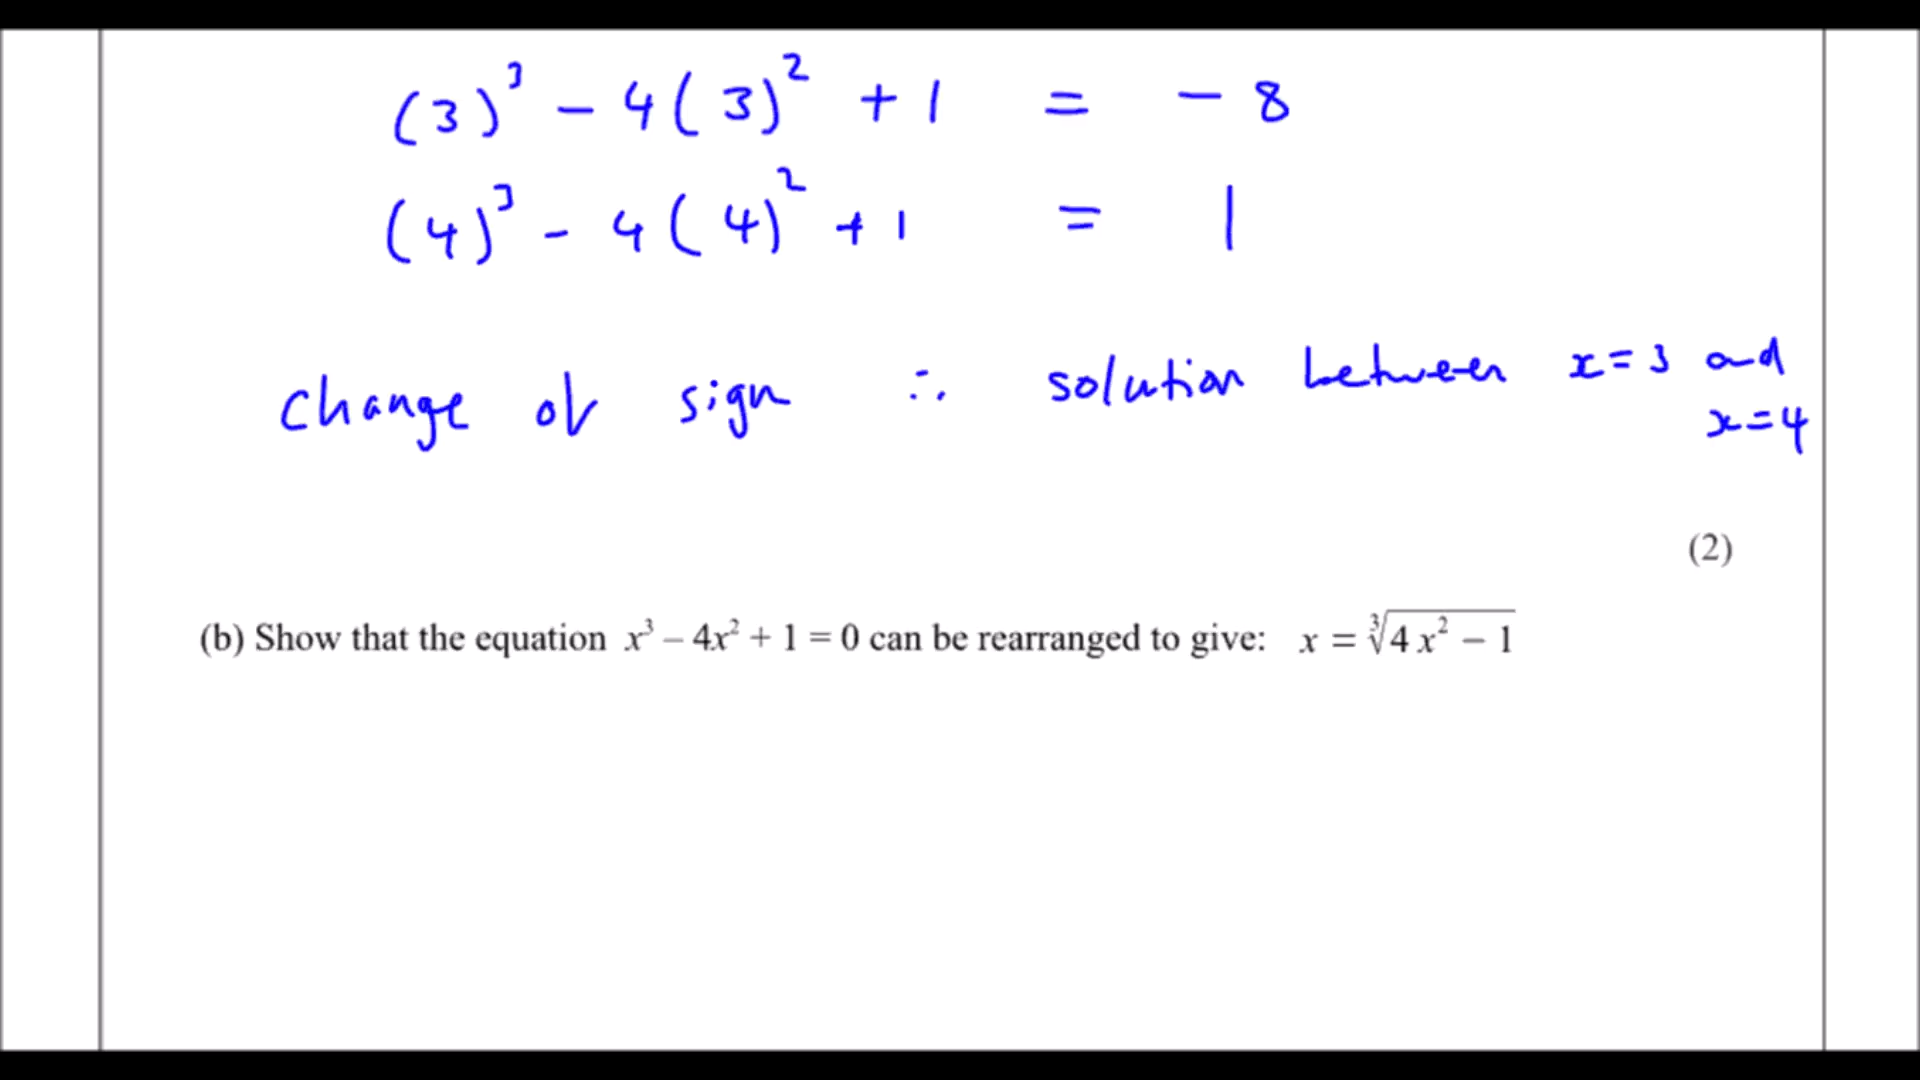 (3)³ - 4(3)² + 1 = - 8
(4)³ - 4(4)² + 1 = 1
change of sign ∴ solution between x=3 and
x=4
(2)
(b) Show that the equation x³ – 4x² + 1 = 0 can be rearranged to give: x = ∛(4x² – 1)